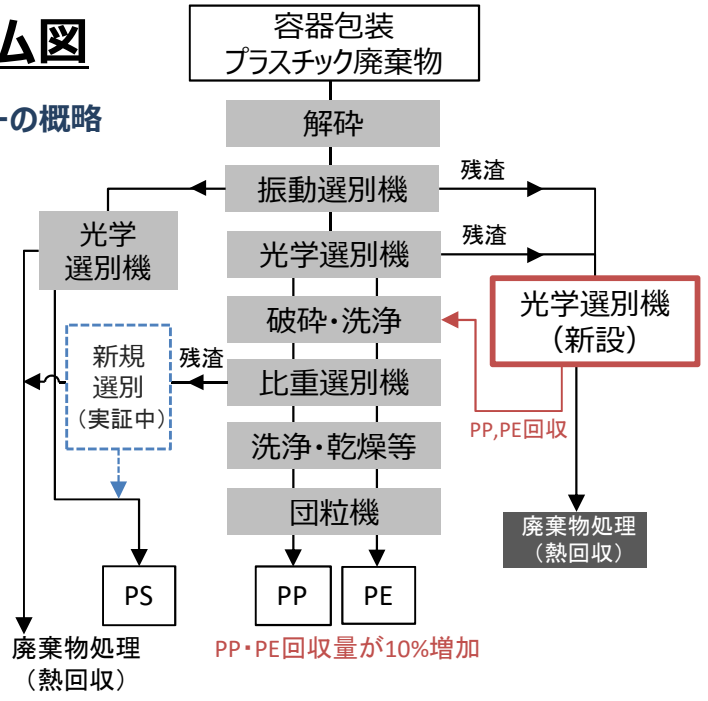 ム図
ーの概略
容器包装
プラスチック廃棄物
解砕
振動選別機
残渣
光学
選別機
光学選別機
残渣
光学選別機
（新設）
破砕・洗浄
新規
選別
（実証中）
残渣
比重選別機
PP,PE回収
洗浄・乾燥等
団粒機
廃棄物処理
（熱回収）
PS
PP
PE
廃棄物処理
（熱回収）
PP・PE回収量が10%増加